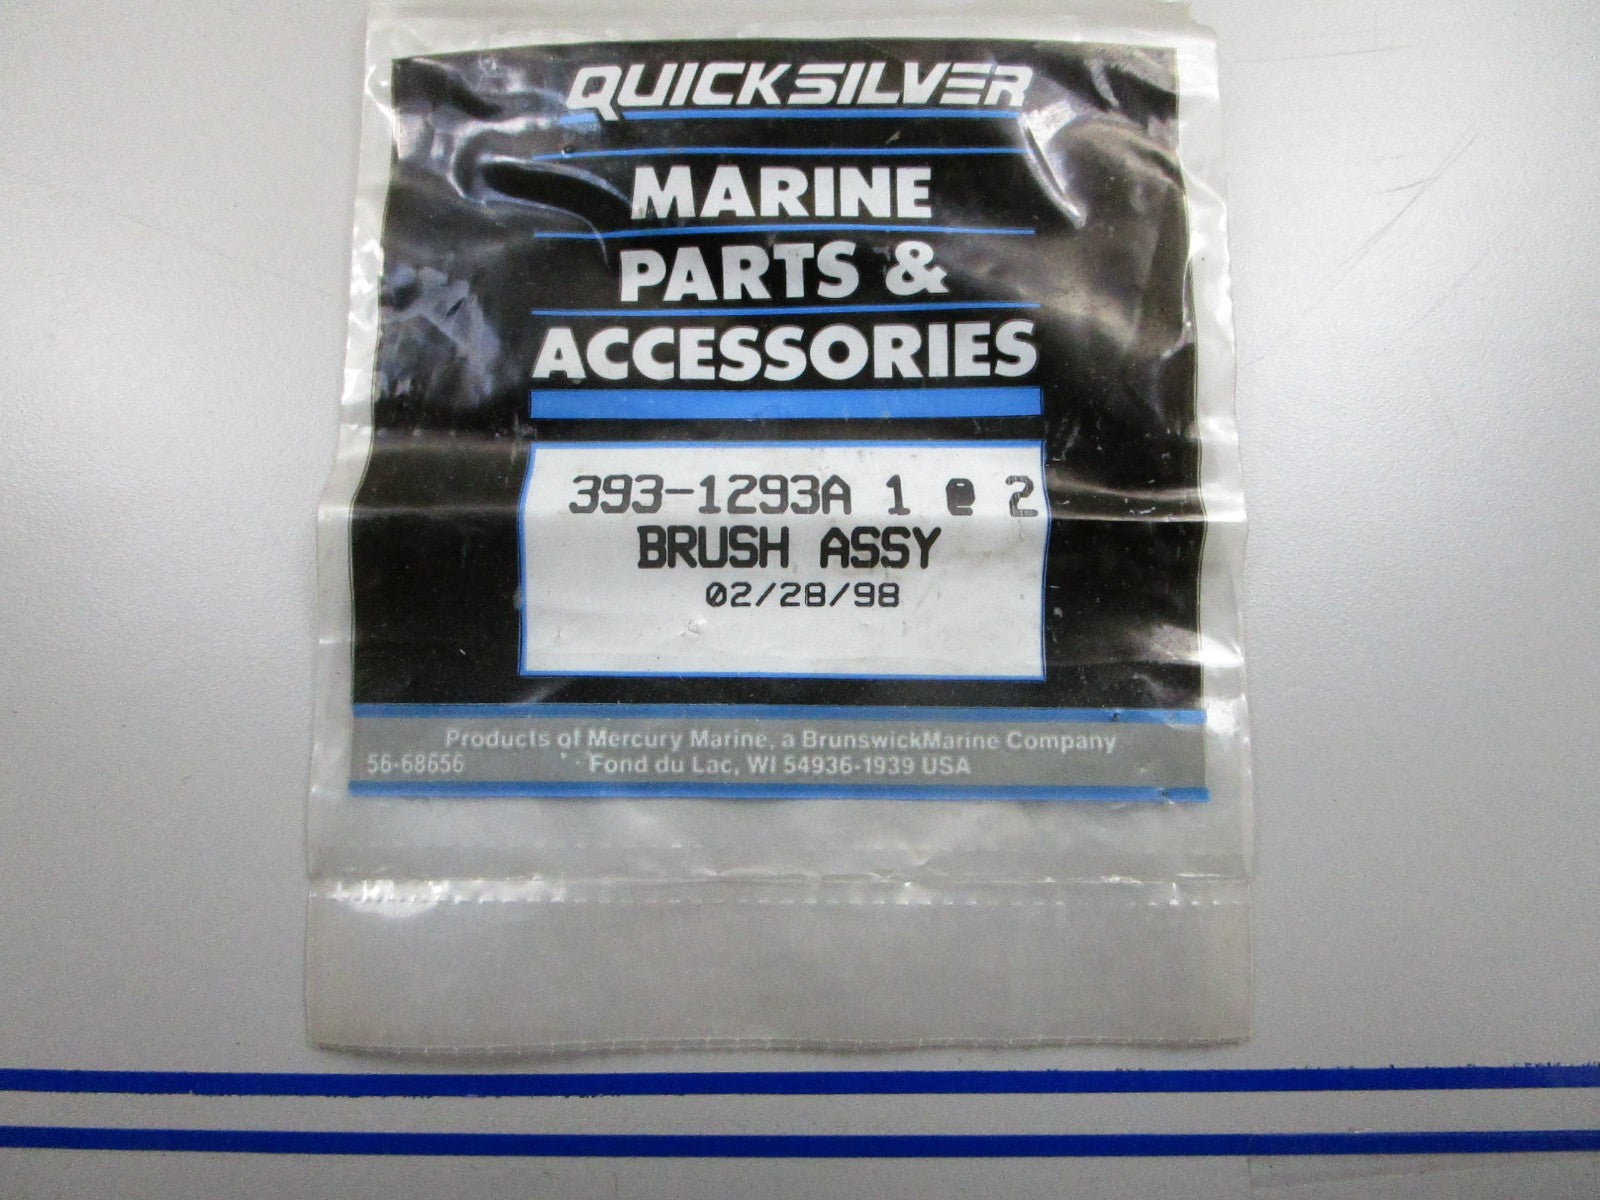 QUICKSILVER
MARINE
PARTS &
ACCESSORIES
393-1293A 1 @ 2
BRUSH ASSY
02/28/98
Products of Mercury Marine, a BrunswickMarine Company
56-68656 Fond du Lac, WI 54936-1939 USA